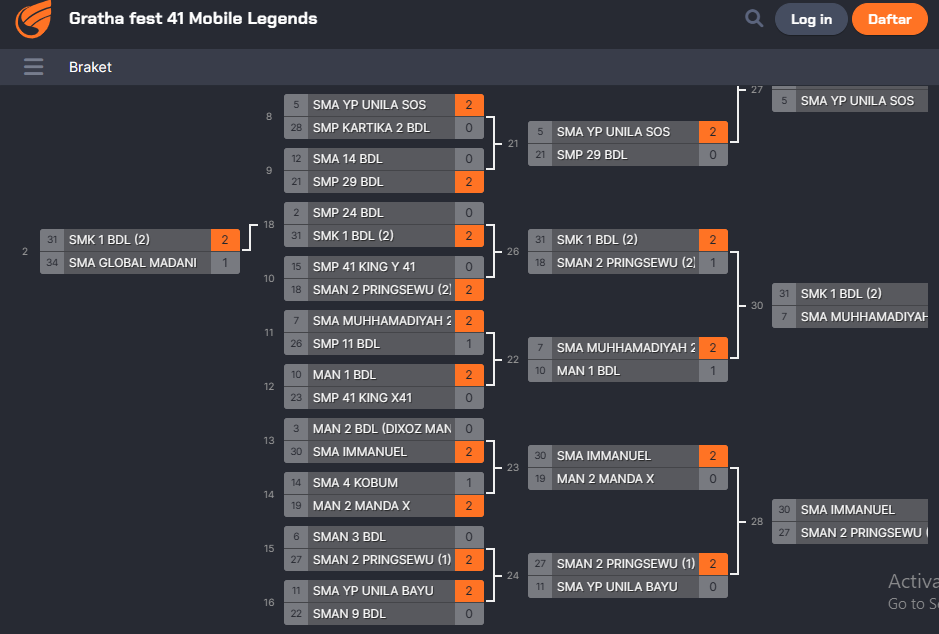 Gratha fest 41 Mobile Legends
Log in
Daftar
Braket
2
31 SMK 1 BDL (2) 2
34 SMA GLOBAL MADANI 1
8
5 SMA YP UNILA SOS 2
28 SMP KARTIKA 2 BDL 0
9
12 SMA 14 BDL 0
21 SMP 29 BDL 2
18
2 SMP 24 BDL 0
31 SMK 1 BDL (2) 2
10
15 SMP 41 KING Y 41 0
18 SMAN 2 PRINGSEWU (2) 2
11
7 SMA MUHHAMADIYAH 2 2
26 SMP 11 BDL 1
12
10 MAN 1 BDL 2
23 SMP 41 KING X41 0
13
3 MAN 2 BDL (DIXOZ MAN 0
30 SMA IMMANUEL 2
14
14 SMA 4 KOBUM 1
19 MAN 2 MANDA X 2
15
6 SMAN 3 BDL 0
27 SMAN 2 PRINGSEWU (1) 2
16
11 SMA YP UNILA BAYU 2
22 SMAN 9 BDL 0
21
5 SMA YP UNILA SOS 2
21 SMP 29 BDL 0
26
31 SMK 1 BDL (2) 2
18 SMAN 2 PRINGSEWU (2) 1
22
7 SMA MUHHAMADIYAH 2 2
10 MAN 1 BDL 1
23
30 SMA IMMANUEL 2
19 MAN 2 MANDA X 0
24
27 SMAN 2 PRINGSEWU (1) 2
11 SMA YP UNILA BAYU 0
27
5 SMA YP UNILA SOS
30
31 SMK 1 BDL (2)
7 SMA MUHHAMADIYAH
28
30 SMA IMMANUEL
27 SMAN 2 PRINGSEWU (
Activa
Go to Se